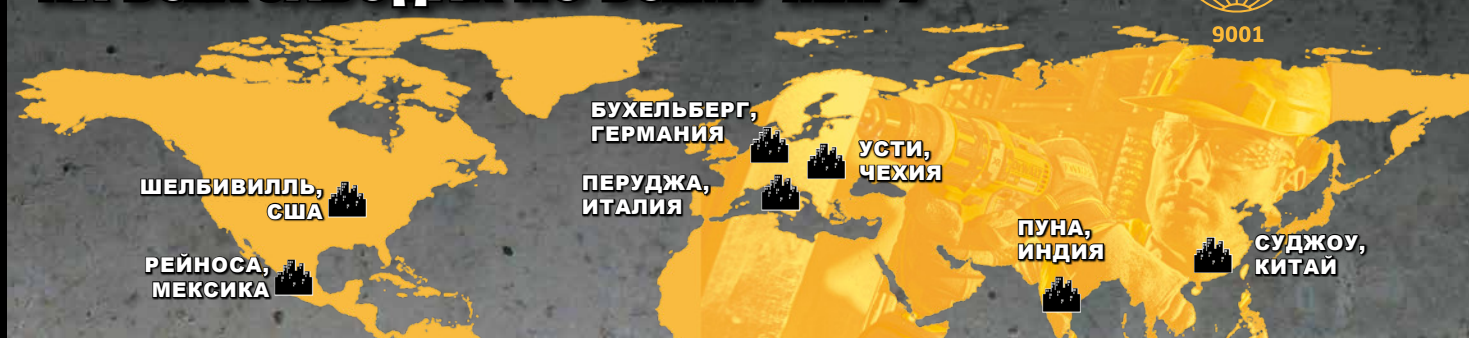 9001
БУХЕЛЬБЕРГ,
ГЕРМАНИЯ
УСТИ,
ЧЕХИЯ
ПЕРУДЖА,
ИТАЛИЯ
ШЕЛБИВИЛЛЬ,
США
ПУНА,
ИНДИЯ
СУДЖОУ,
КИТАЙ
РЕЙНОСА,
МЕКСИКА